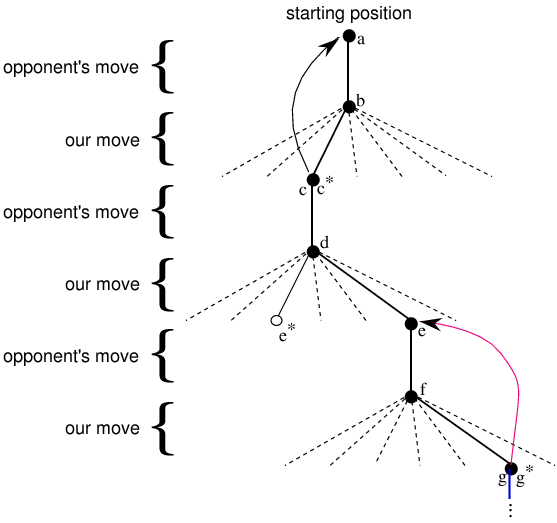 starting position
a
opponent's move {
b
our move {
c c*
opponent's move {
d
our move {
e*
e
opponent's move {
f
our move {
g g*
⋮